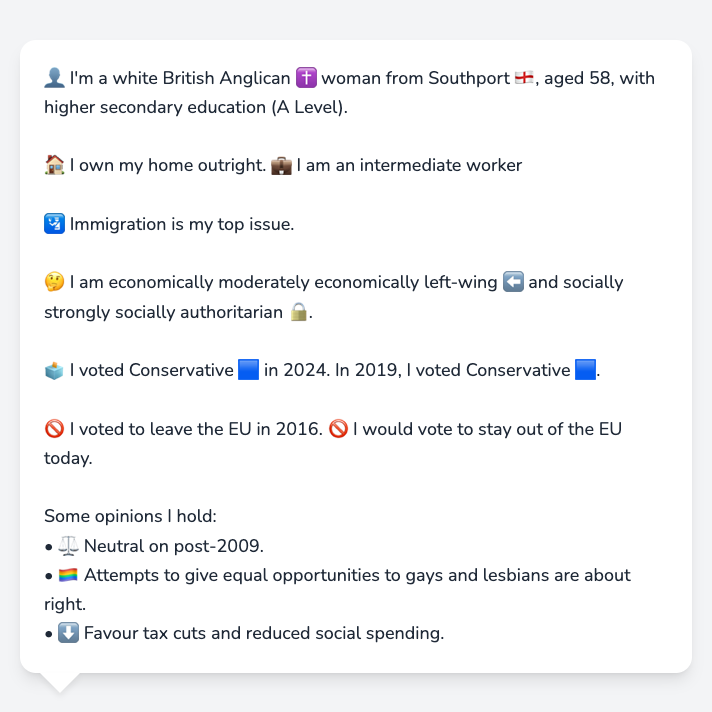 👤 I'm a white British Anglican ✝️ woman from Southport 🏴󠁧󠁢󠁥󠁮󠁧󠁿, aged 58, with
higher secondary education (A Level).
🏠 I own my home outright. 💼 I am an intermediate worker
🛂 Immigration is my top issue.
🤔 I am economically moderately economically left-wing ⬅️ and socially
strongly socially authoritarian 🔒.
🗳️ I voted Conservative 🟦 in 2024. In 2019, I voted Conservative 🟦.
🚫 I voted to leave the EU in 2016. 🚫 I would vote to stay out of the EU
today.
Some opinions I hold:
• ⚖️ Neutral on post-2009.
• 🏳️‍🌈 Attempts to give equal opportunities to gays and lesbians are about
right.
• ⬇️ Favour tax cuts and reduced social spending.